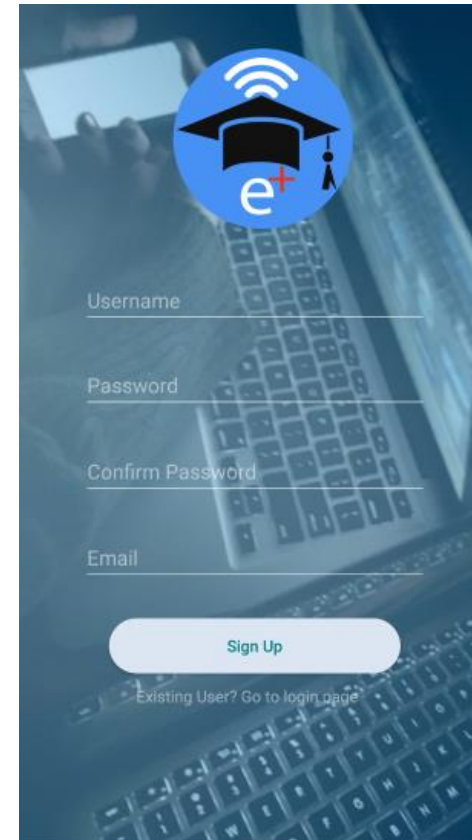 e+
Username
Password
Confirm Password
Email
Sign Up
Existing User? Go to login page